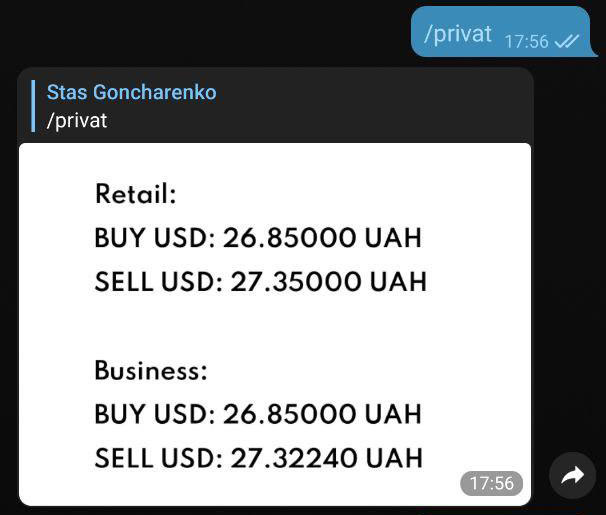 /privat 17:56
Stas Goncharenko
/privat
Retail:
BUY USD: 26.85000 UAH
SELL USD: 27.35000 UAH
Business:
BUY USD: 26.85000 UAH
SELL USD: 27.32240 UAH
17:56